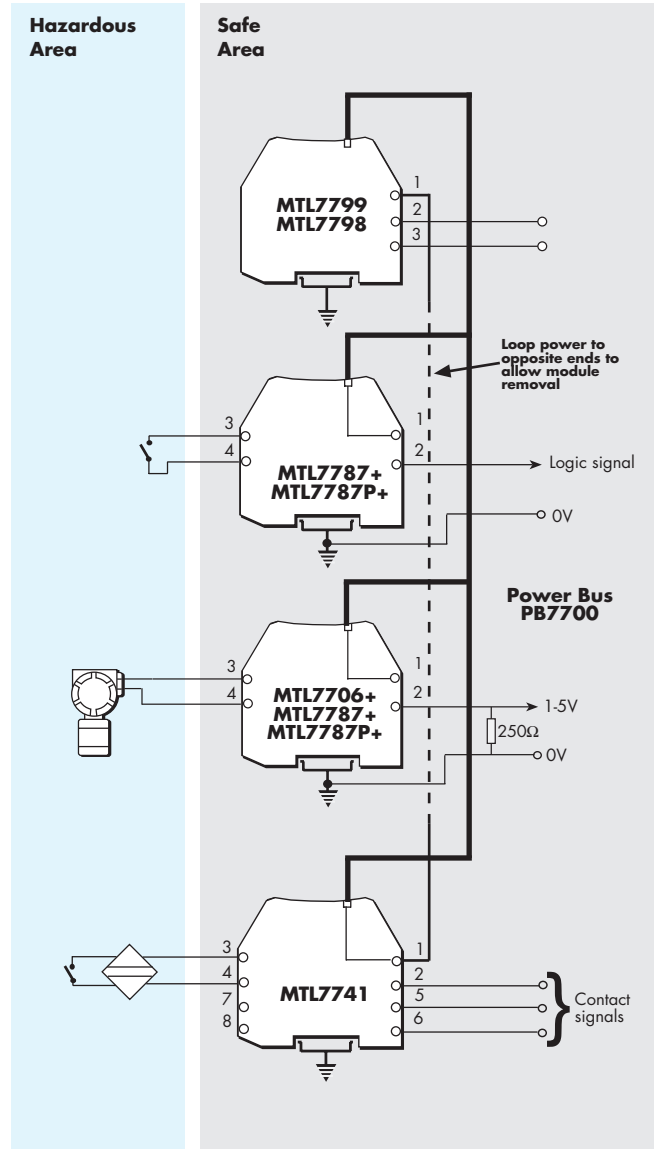 Hazardous
Area
Safe
Area
1
MTL7799
MTL7798
2
3
Loop power to
opposite ends to
allow module
removal
3
1
4
2
Logic signal
MTL7787+
MTL7787P+
0V
Power Bus
PB7700
3
1
4
MTL7706+
MTL7787+
MTL7787P+
2
1-5V
250Ω
0V
3
1
4
2
MTL7741
7
5
8
6
Contact
signals